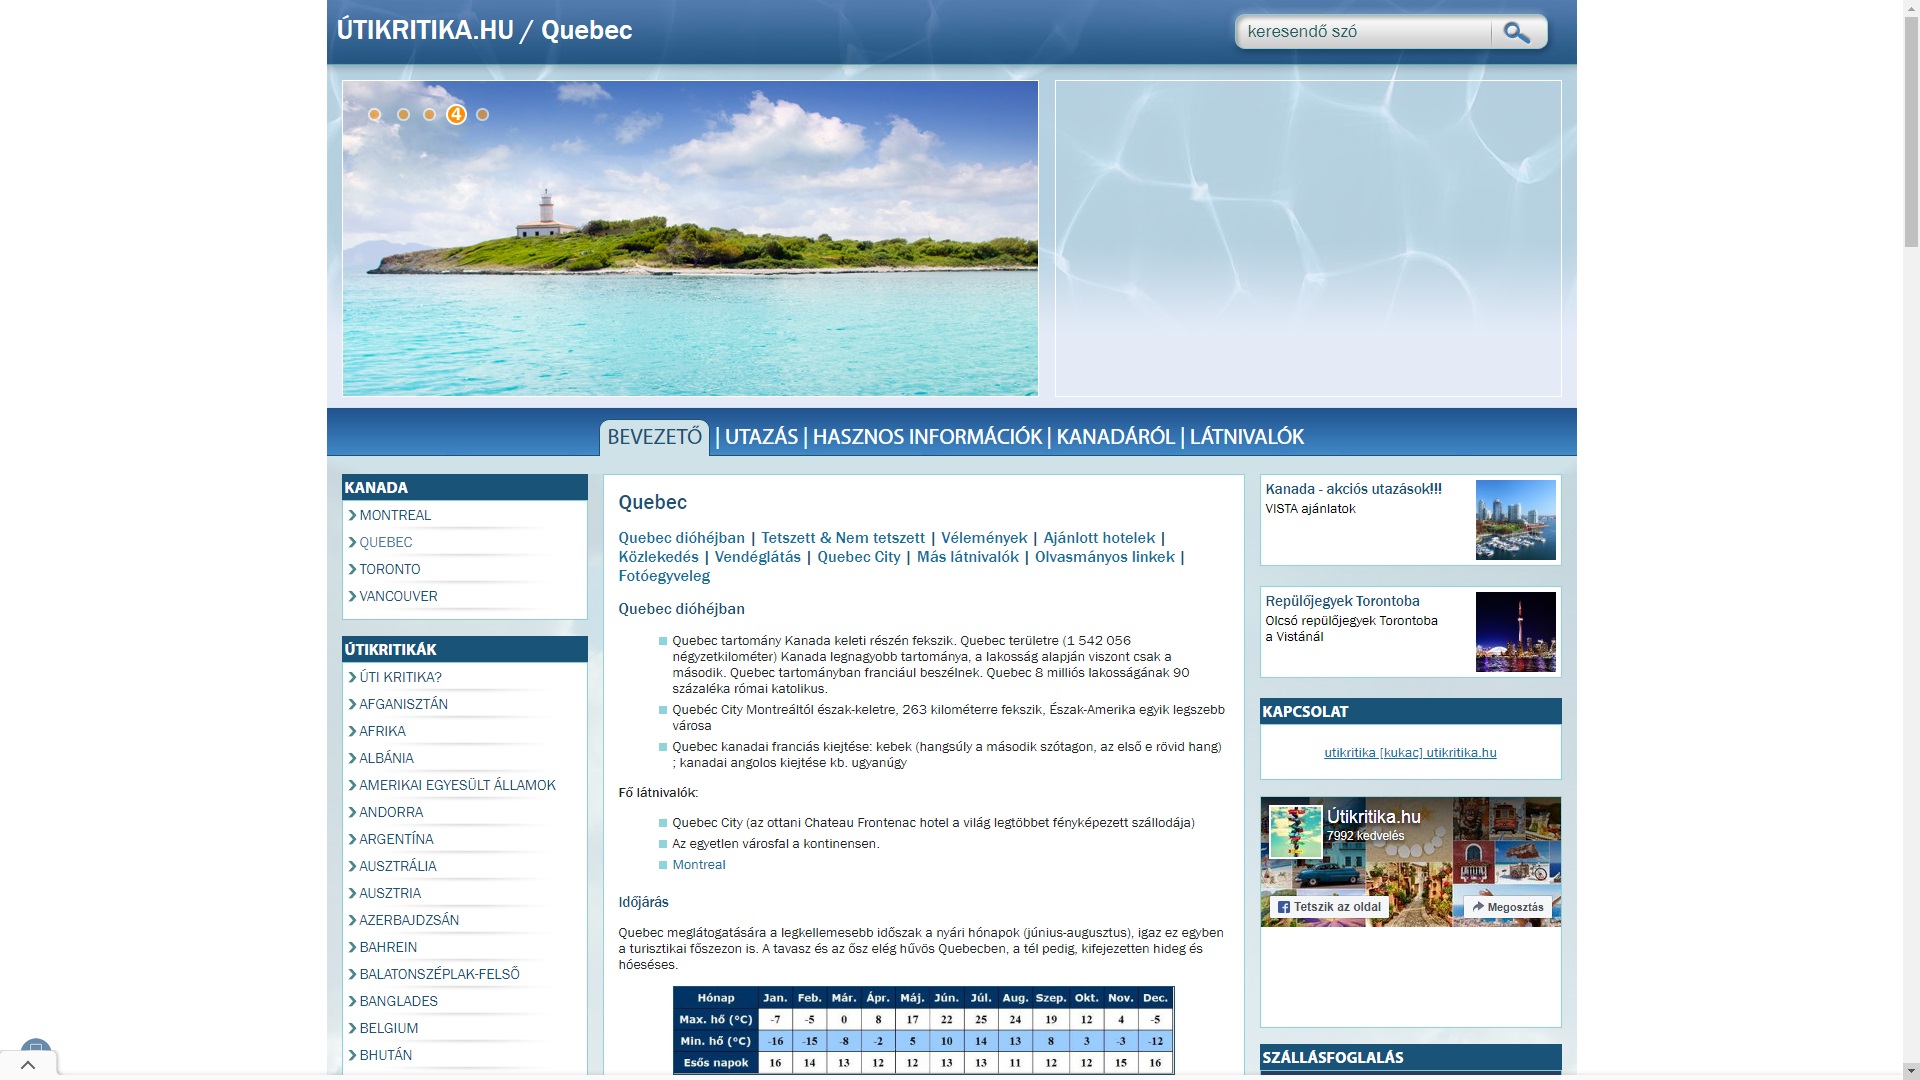 ÚTIKRITIKA.HU / Quebec
keresendő szó
4
BEVEZETŐ | UTAZÁS | HASZNOS INFORMÁCIÓK | KANADÁRÓL | LÁTNIVALÓK
KANADA
MONTREAL
QUEBEC
TORONTO
VANCOUVER
ÚTIKRITIKÁK
ÚTI KRITIKA?
AFGANISZTÁN
AFRIKA
ALBÁNIA
AMERIKAI EGYESÜLT ÁLLAMOK
ANDORRA
ARGENTÍNA
AUSZTRÁLIA
AUSZTRIA
AZERBAJDZSÁN
BAHREIN
BALATONSZÉPLAK-FELSŐ
BANGLADES
BELGIUM
BHUTÁN
Quebec
Quebec dióhéjban | Tetszett & Nem tetszett | Vélemények | Ajánlott hotelek |
Közlekedés | Vendéglátás | Quebec City | Más látnivalók | Olvasmányos linkek |
Fotóegyveleg
Quebec dióhéjban
Quebec tartomány Kanada keleti részén fekszik. Quebec területre (1 542 056
négyzetkilométer) Kanada legnagyobb tartománya, a lakosság alapján viszont csak a
második. Quebec tartományban franciául beszélnek. Quebec 8 milliós lakosságának 90
százaléka római katolikus.
Quebéc City Montreáltól észak-keletre, 263 kilométerre fekszik, Észak-Amerika egyik legszebb
városa
Quebec kanadai franciás kiejtése: kebek (hangsúly a második szótagon, az első e rövid hang)
; kanadai angolos kiejtése kb. ugyanúgy
Fő látnivalók:
Quebec City (az ottani Chateau Frontenac hotel a világ legtöbbet fényképezett szállodája)
Az egyetlen városfal a kontinensen.
Montreal
Időjárás
Quebec meglátogatására a legkellemesebb időszak a nyári hónapok (június-augusztus), igaz ez egyben
a turisztikai főszezon is. A tavasz és az ősz elég hűvös Quebecben, a tél pedig, kifejezetten hideg és
hóeséses.
Hónap Jan. Feb. Már. Ápr. Máj. Jún. Júl. Aug. Szep. Okt. Nov. Dec.
Max. hő (°C) -7 -5 0 8 17 22 25 24 19 12 4 -5
Min. hő (°C) -16 -15 -8 -2 5 10 14 13 8 3 -3 -12
Esős napok 16 14 13 12 12 13 13 11 12 12 15 16
Kanada - akciós utazások!!!
VISTA ajánlatok
Repülőjegyek Torontoba
Olcsó repülőjegyek Torontoba
a Vistánál
KAPCSOLAT
utikritika [kukac] utikritika.hu
Útikritika.hu
7992 kedvelés
Tetszik az oldal
Megosztás
SZÁLLÁSFOGLALÁS